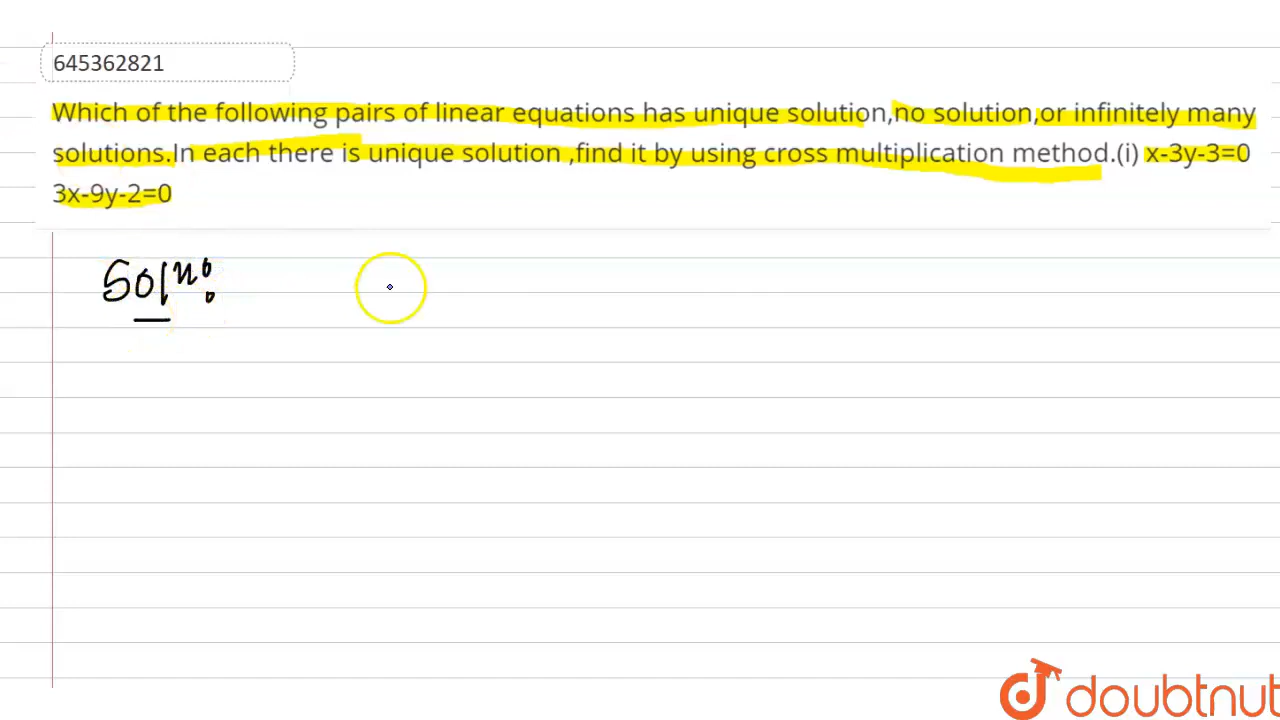 645362821
Which of the following pairs of linear equations has unique solution,no solution,or infinitely many
solutions.In each there is unique solution ,find it by using cross multiplication method.(i) x-3y-3=0
3x-9y-2=0
Solⁿ:
doubtnut